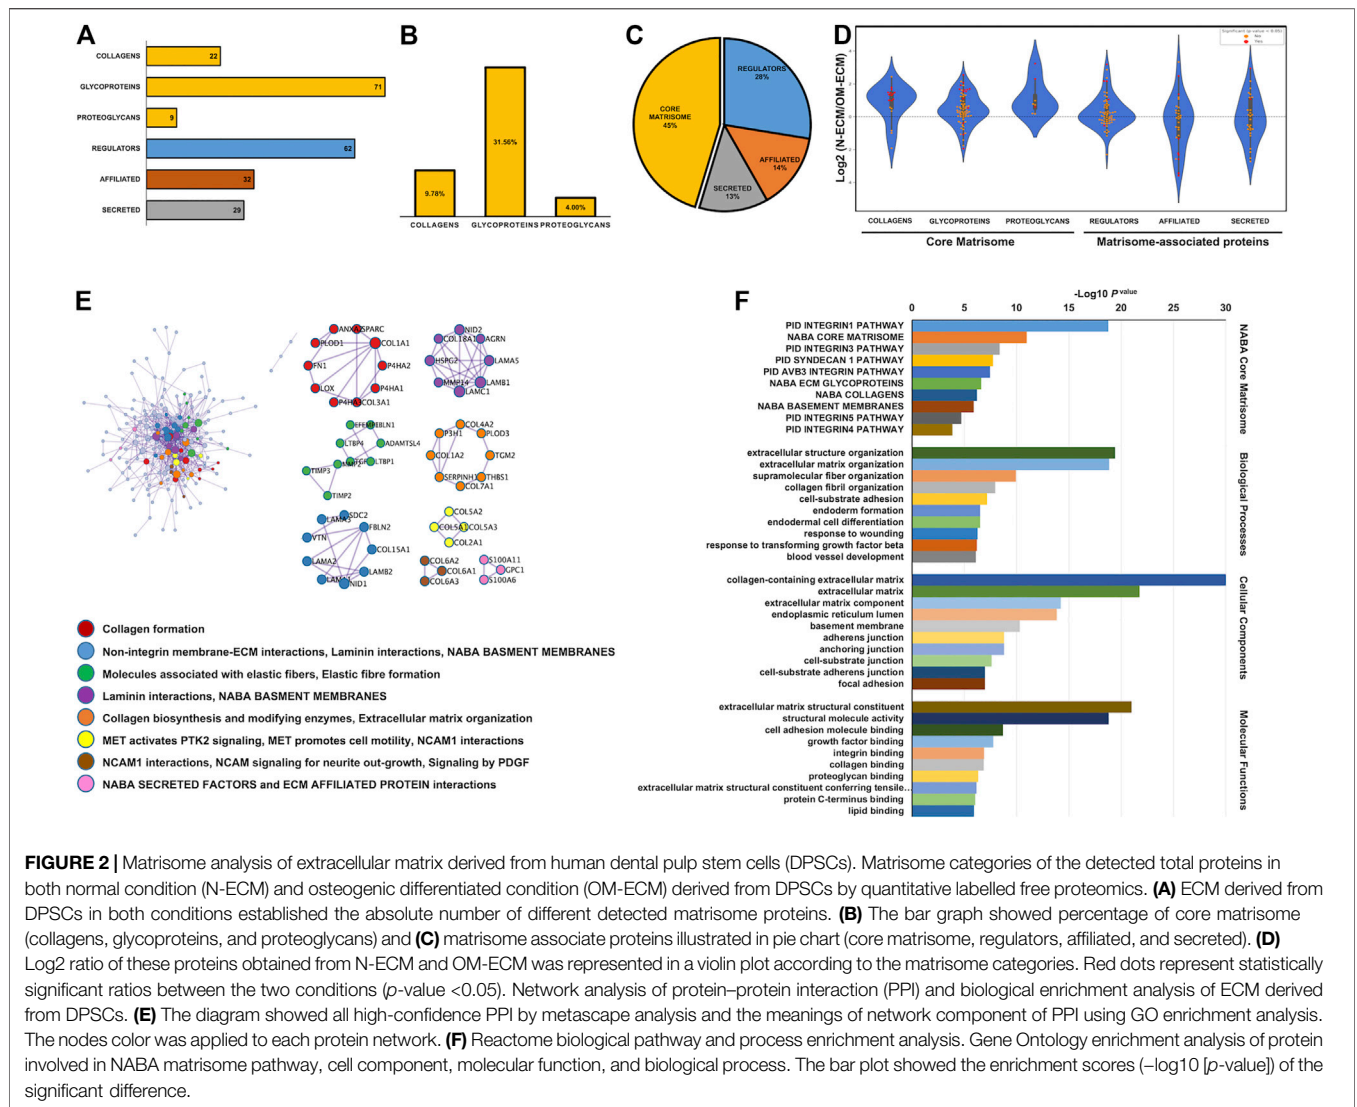 A
COLLAGENS 22
GLYCOPROTEINS 71
PROTEOGLYCANS 9
REGULATORS 62
AFFILIATED 32
SECRETED 29
B
9.78%
31.56%
4.00%
COLLAGENS GLYCOPROTEINS PROTEOGLYCANS
C
REGULATORS
28%
CORE
MATRISOME
45%
AFFILIATED
14%
SECRETED
13%
D
Log2 (N-ECM/OM-ECM)
Significant (p-value < 0.05)
No
Yes
COLLAGENS GLYCOPROTEINS PROTEOGLYCANS REGULATORS AFFILIATED SECRETED
Core Matrisome Matrisome-associated proteins
E
SPARC
COL1A1
PLOD1
P4HA2
FN1
P4HA1
LOX
COL3A1
NID2
COL18A1
AGRN
HSPG2
LAMA5
MMP14
LAMB1
LAMC1
ADAMTSL4
LTBP4
LTBP1
TIMP3
MMP2
TIMP2
COL4A2
P3H1
PLOD3
COL1A2
TGM2
SERPINH1
THBS1
COL7A1
SDC2
FBLN2
VTN
COL15A1
LAMA2
LAMB2
NID1
COL5A2
COL5A1
COL5A3
COL2A1
COL6A2
COL6A1
COL6A3
S100A11
GPC1
S100A6
Collagen formation
Non-integrin membrane-ECM interactions, Laminin interactions, NABA BASMENT MEMBRANES
Molecules associated with elastic fibers, Elastic fibre formation
Laminin interactions, NABA BASMENT MEMBRANES
Collagen biosynthesis and modifying enzymes, Extracellular matrix organization
MET activates PTK2 signaling, MET promotes cell motility, NCAM1 interactions
NCAM1 interactions, NCAM signaling for neurite out-growth, Signaling by PDGF
NABA SECRETED FACTORS and ECM AFFILIATED PROTEIN interactions
F
-Log10 P value
0 5 10 15 20 25 30
PID INTEGRIN1 PATHWAY
NABA CORE MATRISOME
PID INTEGRIN3 PATHWAY
PID SYNDECAN 1 PATHWAY
PID AVB3 INTEGRIN PATHWAY
NABA ECM GLYCOPROTEINS
NABA COLLAGENS
NABA BASEMENT MEMBRANES
PID INTEGRIN5 PATHWAY
PID INTEGRIN4 PATHWAY
NABA Core Matrisome
extracellular structure organization
extracellular matrix organization
supramolecular fiber organization
collagen fibril organization
cell-substrate adhesion
endoderm formation
endodermal cell differentiation
response to wounding
response to transforming growth factor beta
blood vessel development
Biological Processes
collagen-containing extracellular matrix
extracellular matrix
extracellular matrix component
endoplasmic reticulum lumen
basement membrane
adherens junction
anchoring junction
cell-substrate junction
cell-substrate adherens junction
focal adhesion
Cellular Components
extracellular matrix structural constituent
structural molecule activity
cell adhesion molecule binding
growth factor binding
integrin binding
collagen binding
proteoglycan binding
extracellular matrix structural constituent conferring tensile...
protein C-terminus binding
lipid binding
Molecular Functions
FIGURE 2 | Matrisome analysis of extracellular matrix derived from human dental pulp stem cells (DPSCs). Matrisome categories of the detected total proteins in
both normal condition (N-ECM) and osteogenic differentiated condition (OM-ECM) derived from DPSCs by quantitative labelled free proteomics. (A) ECM derived from
DPSCs in both conditions established the absolute number of different detected matrisome proteins. (B) The bar graph showed percentage of core matrisome
(collagens, glycoproteins, and proteoglycans) and (C) matrisome associate proteins illustrated in pie chart (core matrisome, regulators, affiliated, and secreted). (D)
Log2 ratio of these proteins obtained from N-ECM and OM-ECM was represented in a violin plot according to the matrisome categories. Red dots represent statistically
significant ratios between the two conditions (p-value <0.05). Network analysis of protein–protein interaction (PPI) and biological enrichment analysis of ECM derived
from DPSCs. (E) The diagram showed all high-confidence PPI by metascape analysis and the meanings of network component of PPI using GO enrichment analysis.
The nodes color was applied to each protein network. (F) Reactome biological pathway and process enrichment analysis. Gene Ontology enrichment analysis of protein
involved in NABA matrisome pathway, cell component, molecular function, and biological process. The bar plot showed the enrichment scores (−log10 [p-value]) of the
significant difference.